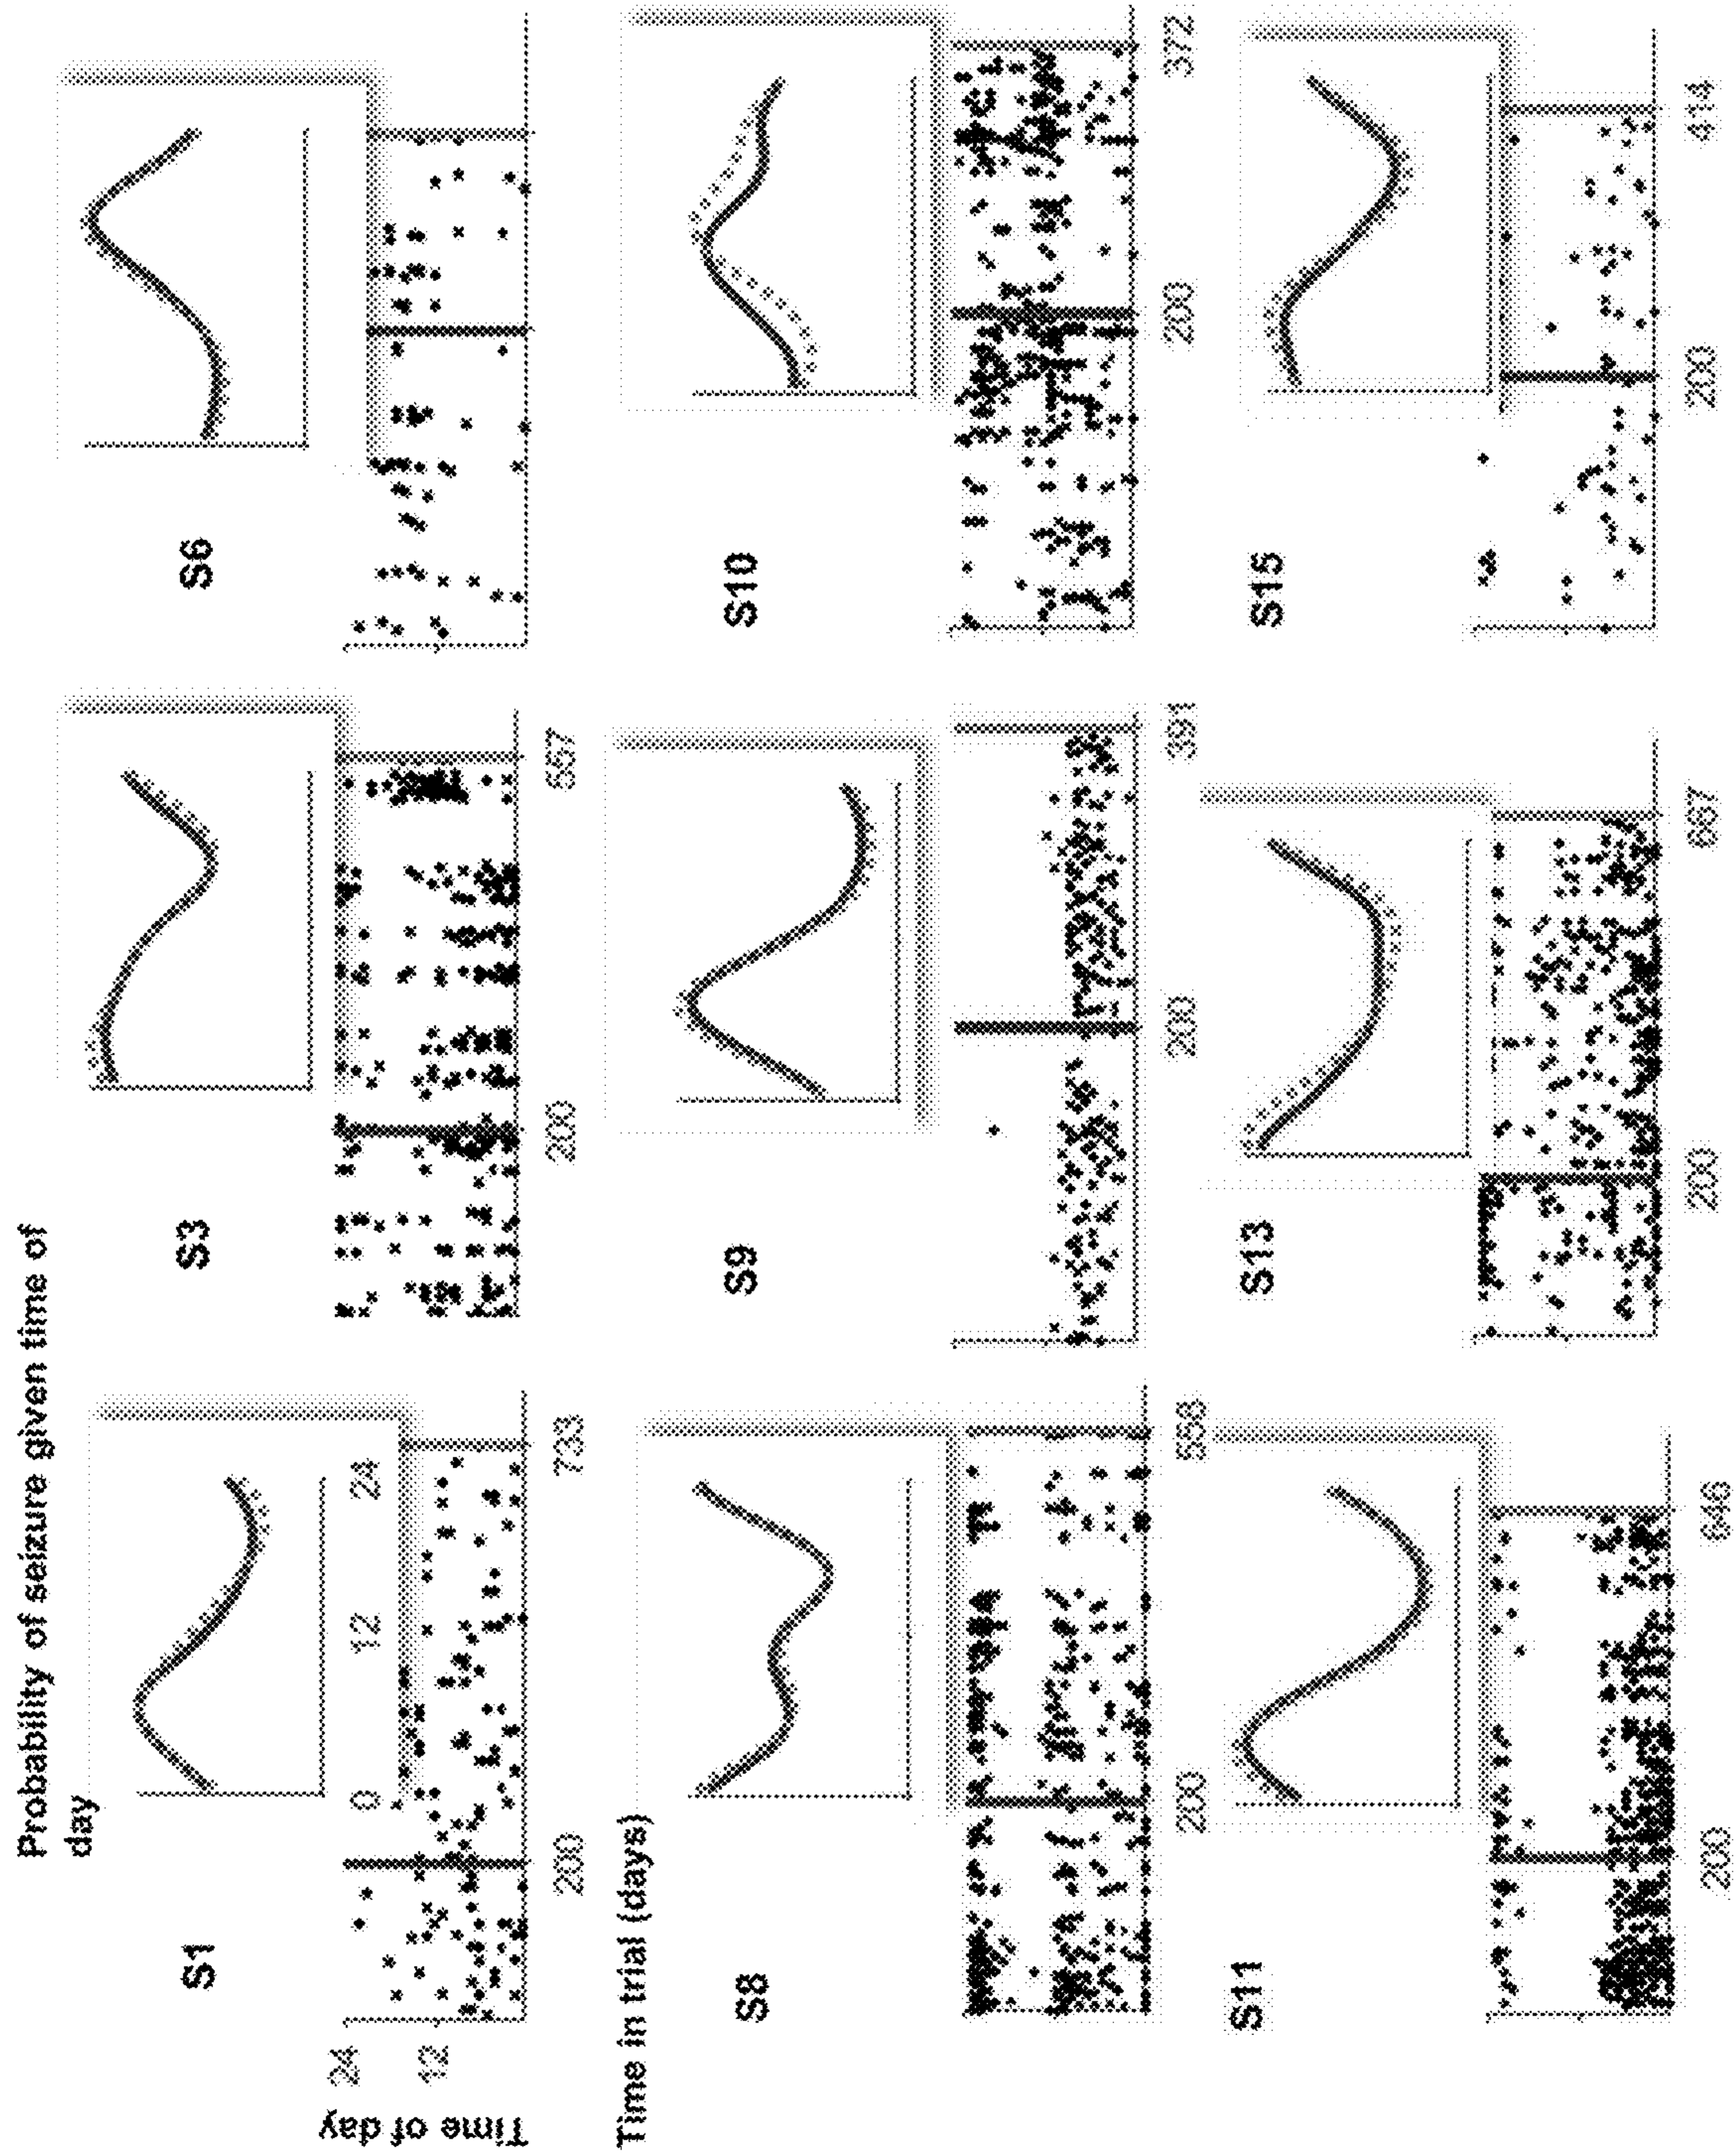 Probability of seizure given time of
day
S1
S3
S6
0 12 24
24
12
Time of day
200 733
200 557
Time in trial (days)
S8
S9
S10
200 558
200 391
200 372
S11
S13
S15
200 646
200 667
200 414